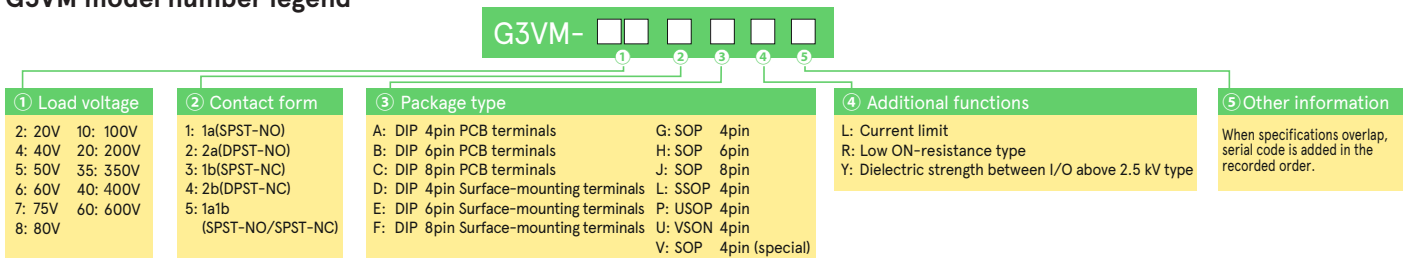 G3VM model number legend
G3VM-
① ② ③ ④ ⑤
① Load voltage
2: 20V 10: 100V
4: 40V 20: 200V
5: 50V 35: 350V
6: 60V 40: 400V
7: 75V 60: 600V
8: 80V
② Contact form
1: 1a(SPST-NO)
2: 2a(DPST-NO)
3: 1b(SPST-NC)
4: 2b(DPST-NC)
5: 1a1b
(SPST-NO/SPST-NC)
③ Package type
A: DIP 4pin PCB terminals
B: DIP 6pin PCB terminals
C: DIP 8pin PCB terminals
D: DIP 4pin Surface-mounting terminals
E: DIP 6pin Surface-mounting terminals
F: DIP 8pin Surface-mounting terminals
G: SOP 4pin
H: SOP 6pin
J: SOP 8pin
L: SSOP 4pin
P: USOP 4pin
U: VSON 4pin
V: SOP 4pin (special)
④ Additional functions
L: Current limit
R: Low ON-resistance type
Y: Dielectric strength between I/O above 2.5 kV type
⑤Other information
When specifications overlap,
serial code is added in the
recorded order.